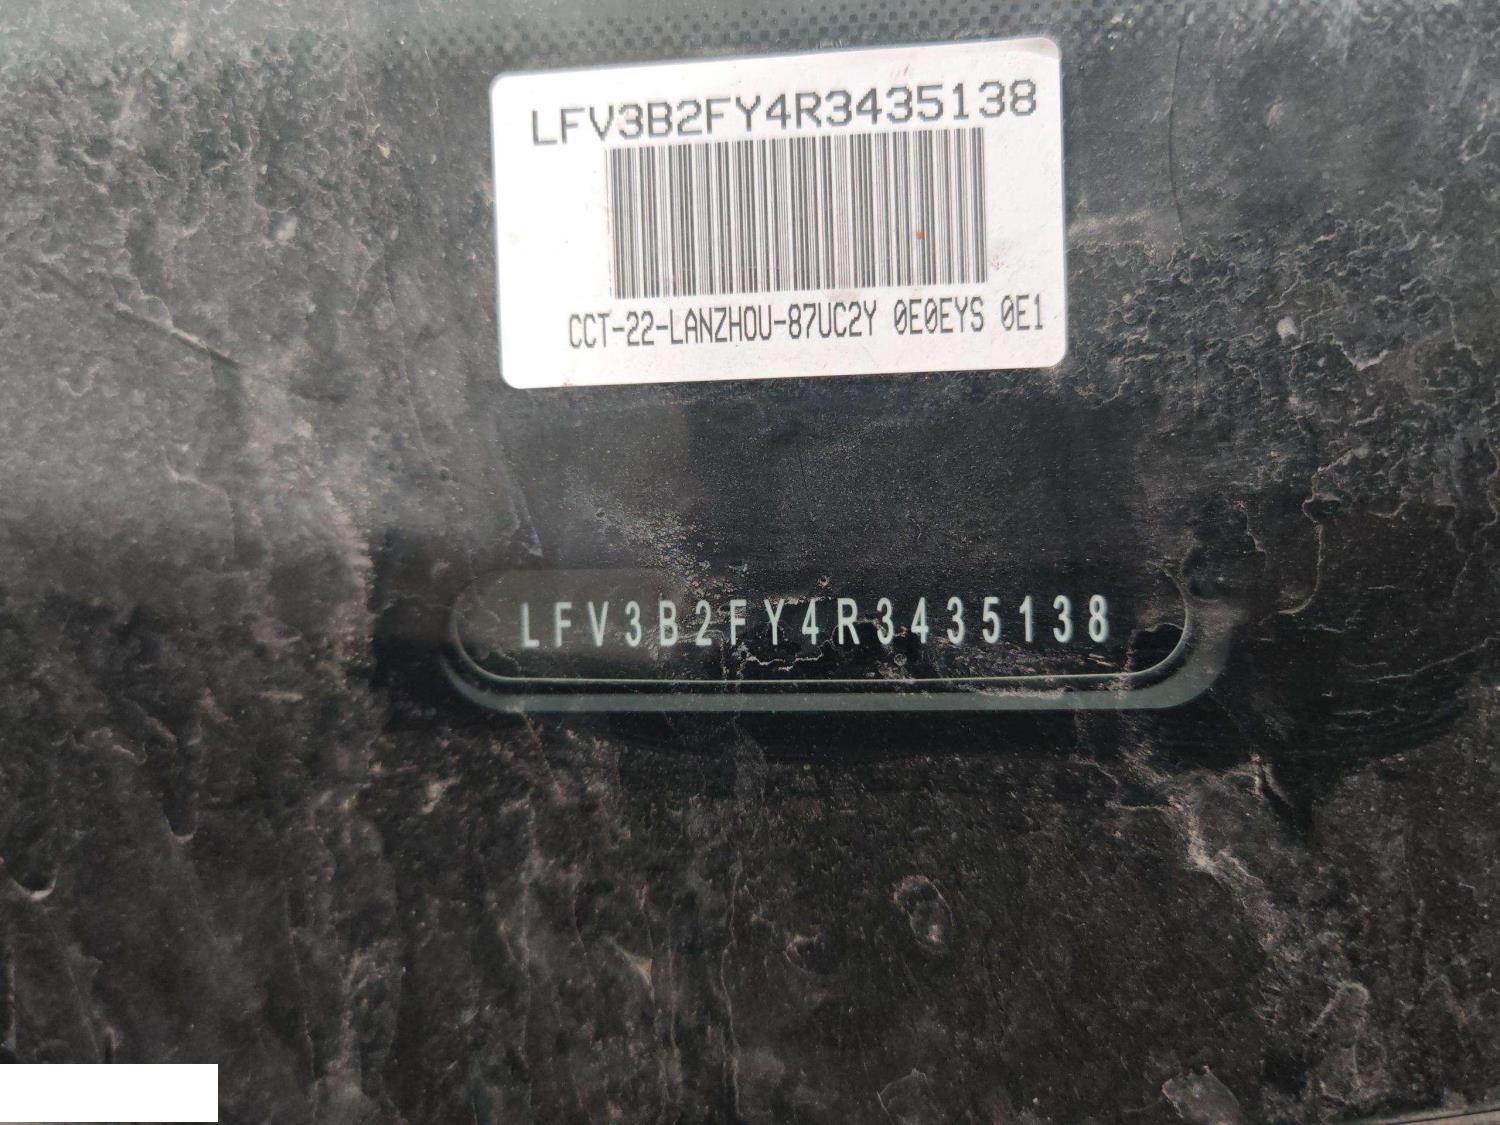 LFV3B2FY4R3435138
CCT-22-LANZHOU-87UC2Y 0E0EYS 0E1
LFV3B2FY4R3435138